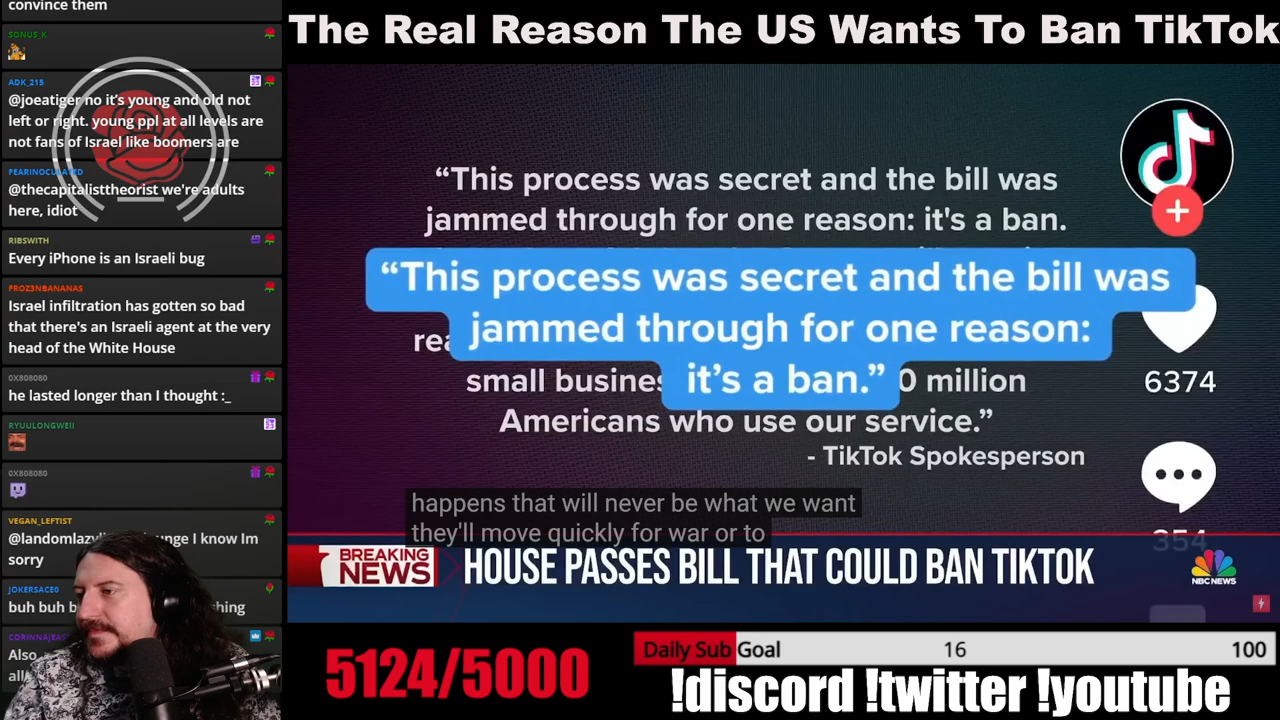 convince them
The Real Reason The US Wants To Ban TikTok
SONUS_K
ADK_215
@joeatiger no it's young and old not
left or right. young ppl at all levels are
not fans of Israel like boomers are
FEARINOCULATED
@thecapitalisttheorist we're adults
here, idiot
RIBSWITH
Every iPhone is an Israeli bug
PROZ3NBANANAS
Israel infiltration has gotten so bad
that there's an Israeli agent at the very
head of the White House
0X808080
he lasted longer than I thought :_
RYUULONGWEII
0X808080
VEGAN_LEFTIST
@landomlazyl unge I know Im
sorry
JOKERSACE0
buh buh b hing
Also,
all
“This process was secret and the bill was
jammed through for one reason: it's a ban.
“This process was secret and the bill was
jammed through for one reason:
it’s a ban.”
small busines 0 million
Americans who use our service.”
- TikTok Spokesperson
+
6374
354
happens that will never be what we want
they'll move quickly for war or to
BREAKING
NEWS
HOUSE PASSES BILL THAT COULD BAN TIKTOK
NBC NEWS
5124/5000
Daily Sub Goal 16 100
!discord !twitter !youtube